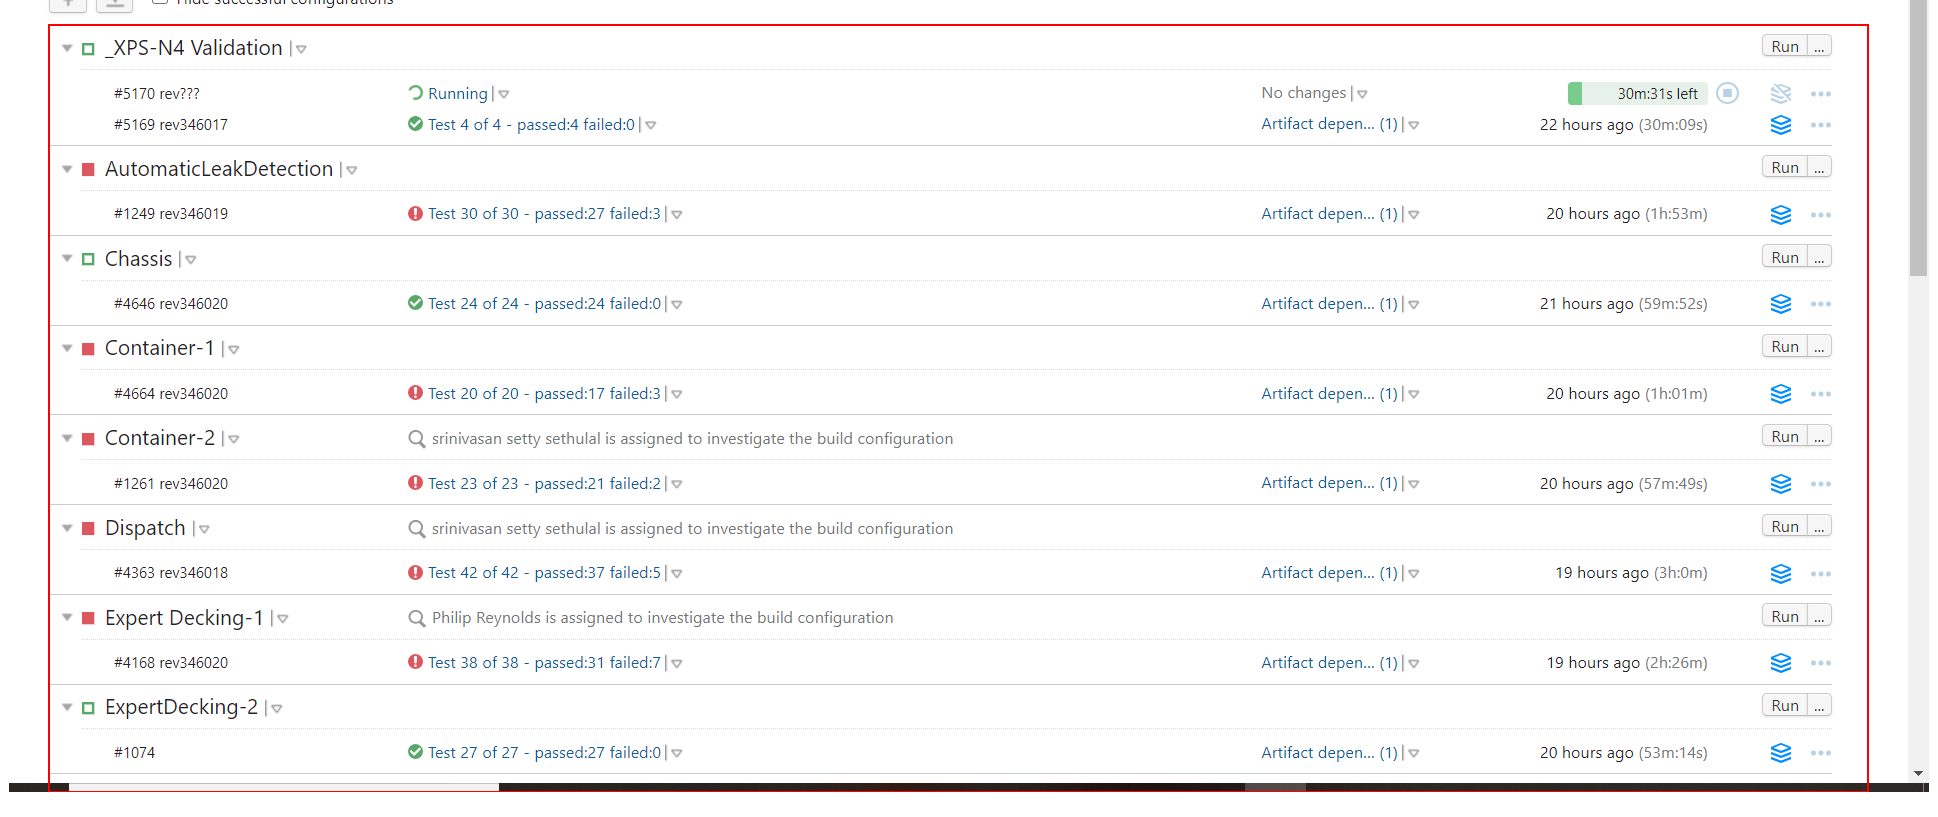 Hide successful configurations
_XPS-N4 Validation Run ...
#5170 rev??? Running No changes 30m:31s left
#5169 rev346017 Test 4 of 4 - passed:4 failed:0 Artifact depen... (1) 22 hours ago (30m:09s)
AutomaticLeakDetection Run ...
#1249 rev346019 Test 30 of 30 - passed:27 failed:3 Artifact depen... (1) 20 hours ago (1h:53m)
Chassis Run ...
#4646 rev346020 Test 24 of 24 - passed:24 failed:0 Artifact depen... (1) 21 hours ago (59m:52s)
Container-1 Run ...
#4664 rev346020 Test 20 of 20 - passed:17 failed:3 Artifact depen... (1) 20 hours ago (1h:01m)
Container-2 srinivasan setty sethulal is assigned to investigate the build configuration Run ...
#1261 rev346020 Test 23 of 23 - passed:21 failed:2 Artifact depen... (1) 20 hours ago (57m:49s)
Dispatch srinivasan setty sethulal is assigned to investigate the build configuration Run ...
#4363 rev346018 Test 42 of 42 - passed:37 failed:5 Artifact depen... (1) 19 hours ago (3h:0m)
Expert Decking-1 Philip Reynolds is assigned to investigate the build configuration Run ...
#4168 rev346020 Test 38 of 38 - passed:31 failed:7 Artifact depen... (1) 19 hours ago (2h:26m)
ExpertDecking-2 Run ...
#1074 Test 27 of 27 - passed:27 failed:0 Artifact depen... (1) 20 hours ago (53m:14s)